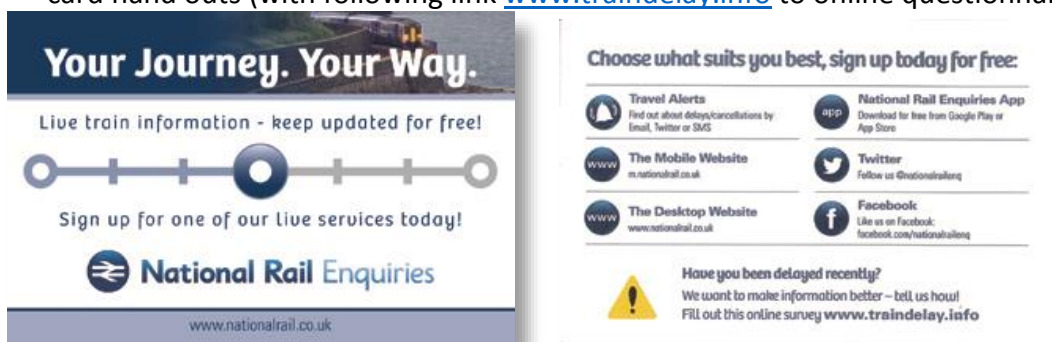 card hand outs (with following link www.traindelay.info to online questionnai
Your Journey. Your Way.
Live train information - keep updated for free!
Sign up for one of our live services today!
National Rail Enquiries
www.nationalrail.co.uk
Choose what suits you best, sign up today for free:
Travel Alerts
Find out about delays/cancellations by
Email, Twitter or SMS
www
The Mobile Website
m.nationalrail.co.uk
www
The Desktop Website
www.nationalrail.co.uk
app
National Rail Enquiries App
Download for free from Google Play or
App Store
Twitter
Follow us @nationalrailenq
f
Facebook
Like us on Facebook:
facebook.com/nationalrailenq
Have you been delayed recently?
We want to make information better – tell us how!
Fill out this online survey www.traindelay.info